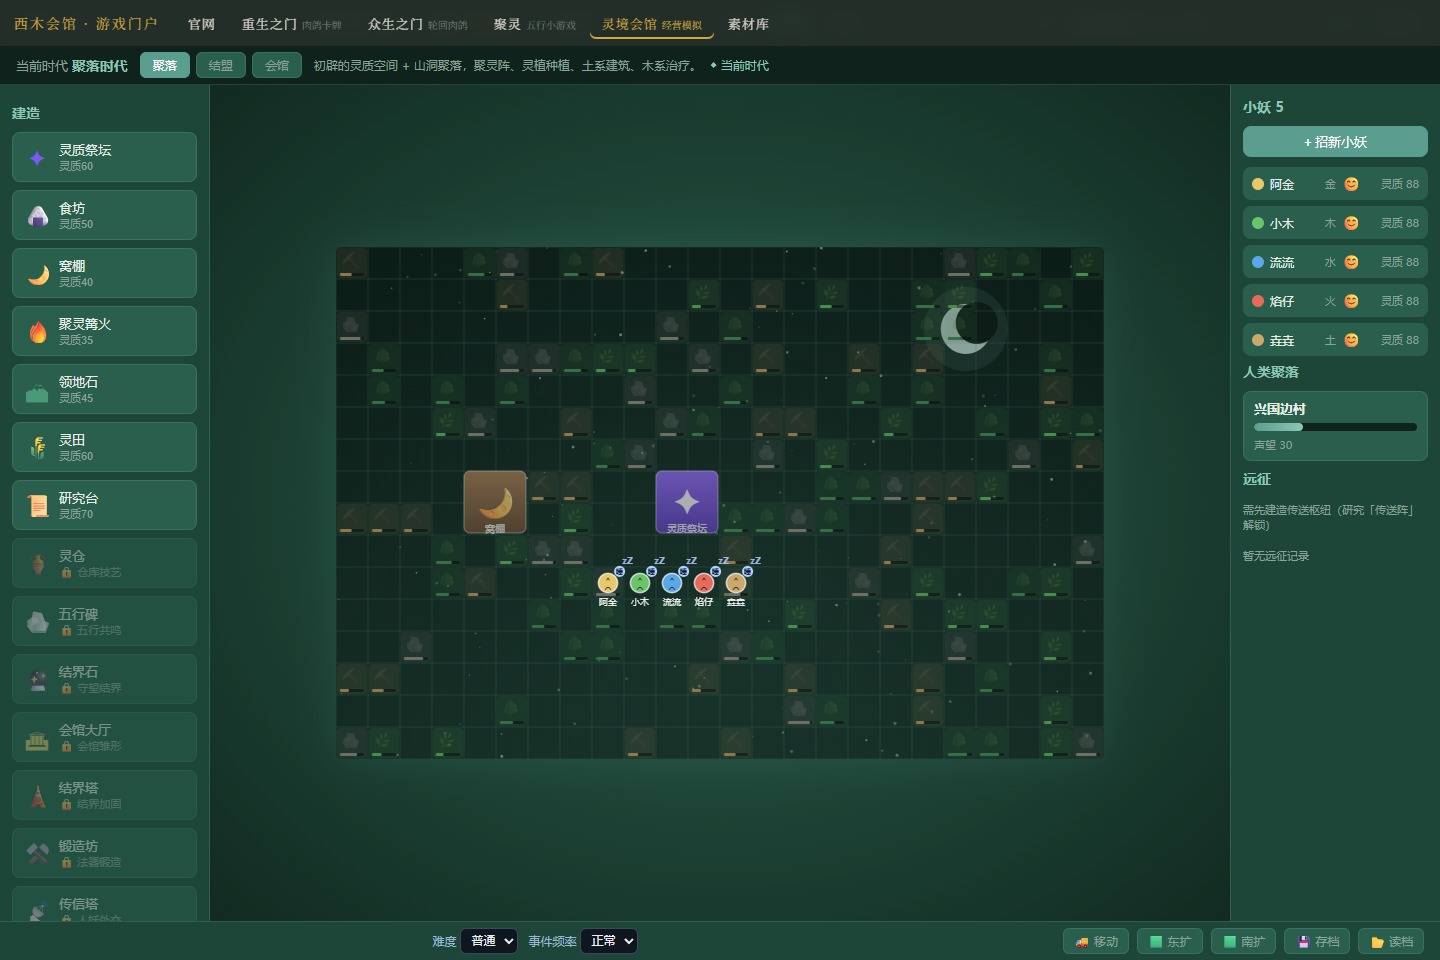 西木会馆 · 游戏门户 官网 重生之门 肉鸽卡牌 众生之门 轮回肉鸽 聚灵 五行小游戏 灵境会馆 经营模拟 素材库
当前时代 聚落时代 聚落 结盟 会馆 初辟的灵质空间 + 山洞聚落，聚灵阵、灵植种植、土系建筑、木系治疗。 ◆ 当前时代
建造
灵质祭坛
灵质60
食坊
灵质50
窝棚
灵质40
聚灵篝火
灵质35
领地石
灵质45
灵田
灵质60
研究台
灵质70
灵仓
仓库技艺
五行碑
五行共鸣
结界石
守望结界
会馆大厅
会馆雏形
结界塔
结界加固
锻造坊
法器锻造
传信塔
窝棚
灵质祭坛
zZ zZ zZ zZ zZ
阿金 小木 流流 焰仔 垚垚
小妖 5
+ 招新小妖
阿金 金 灵质 88
小木 木 灵质 88
流流 水 灵质 88
焰仔 火 灵质 88
垚垚 土 灵质 88
人类聚落
兴国边村
声望 30
远征
需先建造传送枢纽（研究「传送阵」
解锁）
暂无远征记录
难度 普通 事件频率 正常 移动 东扩 南扩 存档 读档